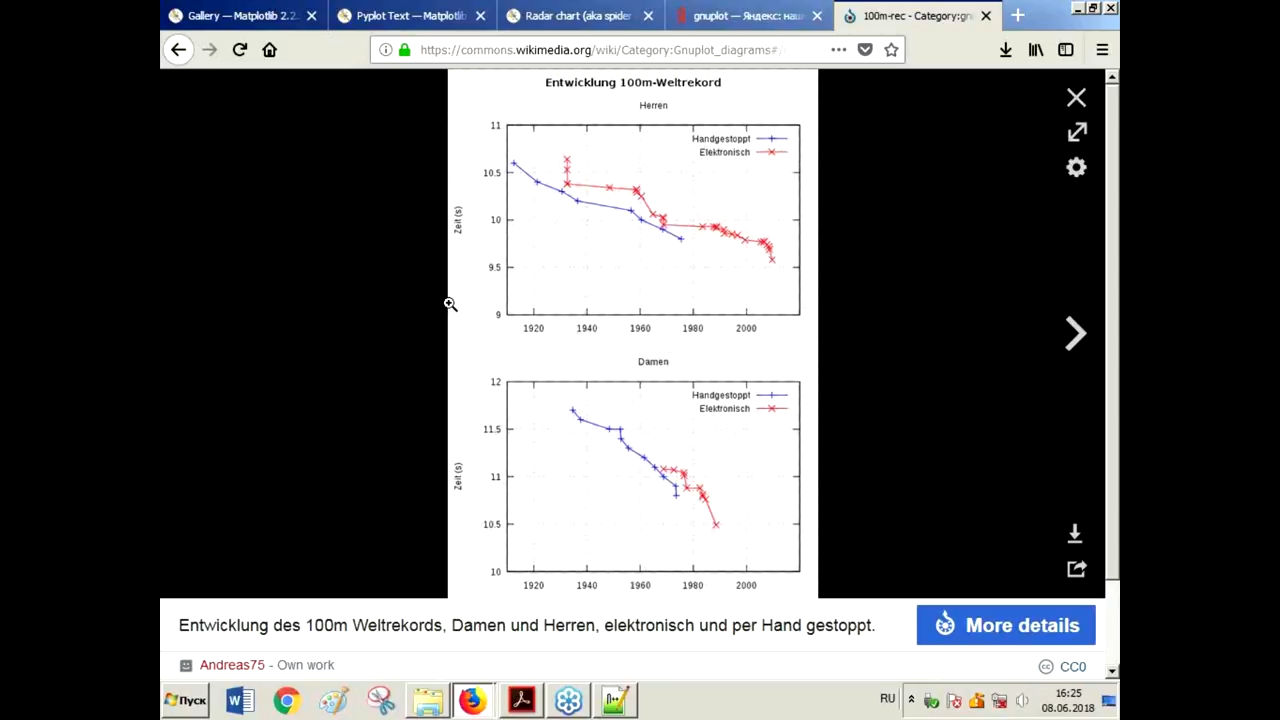 Gallery — Matplotlib 2.2.
Pyplot Text — Matplotlib
Radar chart (aka spider
gnuplot — Яндекс: наш
100m-rec - Category:gn
https://commons.wikimedia.org/wiki/Category:Gnuplot_diagrams#/
Entwicklung 100m-Weltrekord
Herren
11
Handgestoppt
Elektronisch
10.5
10
Zeit (s)
9.5
9
1920 1940 1960 1980 2000
Damen
12
Handgestoppt
Elektronisch
11.5
11
Zeit (s)
10.5
10
1920 1940 1960 1980 2000
Entwicklung des 100m Weltrekords, Damen und Herren, elektronisch und per Hand gestoppt.
More details
Andreas75 - Own work
cc CC0
Пуск
RU
16:25
08.06.2018